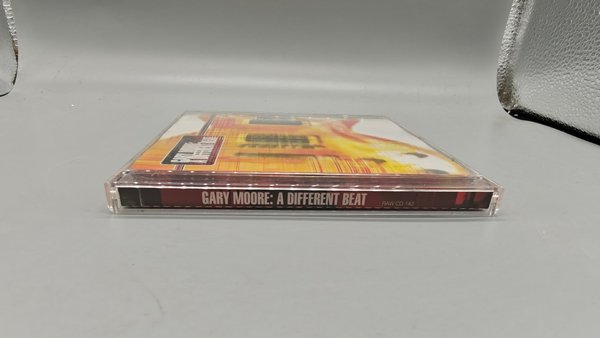 GARY MOORE: A DIFFERENT BEAT
RAW CD 142